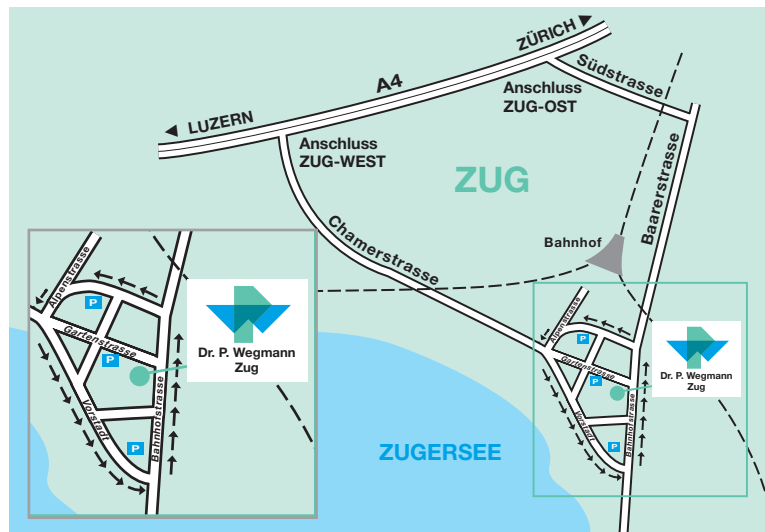 ZÜRICH
A4
LUZERN
Südstrasse
Anschluss
ZUG-OST
Anschluss
ZUG-WEST
ZUG
Baarerstrasse
Chamerstrasse
Bahnhof
Alpenstrasse
P
Gartenstrasse
P
Vorstadt
P
Bahnhofstrasse
Dr. P. Wegmann
Zug
Alpenstrasse
P
Gartenstrasse
P
Vorstadt
P
Bahnhofstrasse
Dr. P. Wegmann
Zug
ZUGERSEE